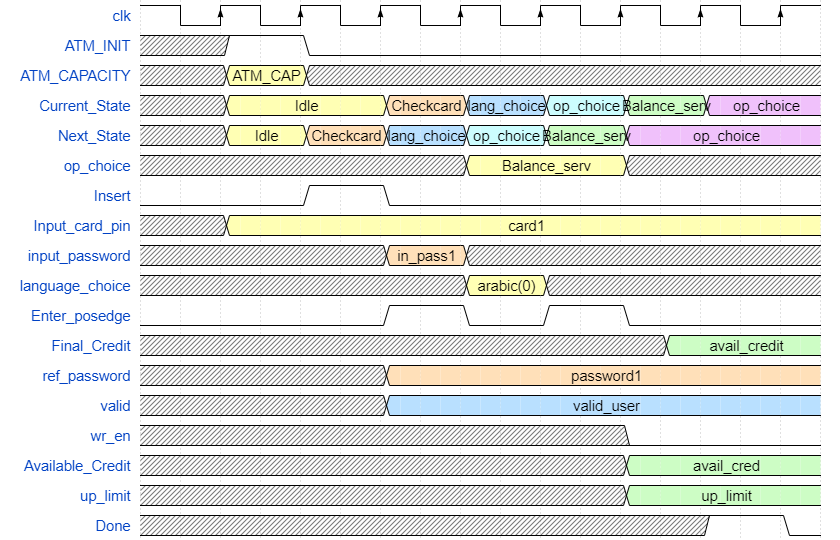 clk
ATM_INIT
ATM_CAPACITY ATM_CAP
Current_State Idle Checkcard lang_choice op_choice Balance_serv op_choice
Next_State Idle Checkcard lang_choice op_choice Balance_serv op_choice
op_choice Balance_serv
Insert
Input_card_pin card1
input_password in_pass1
language_choice arabic(0)
Enter_posedge
Final_Credit avail_credit
ref_password password1
valid valid_user
wr_en
Available_Credit avail_cred
up_limit up_limit
Done